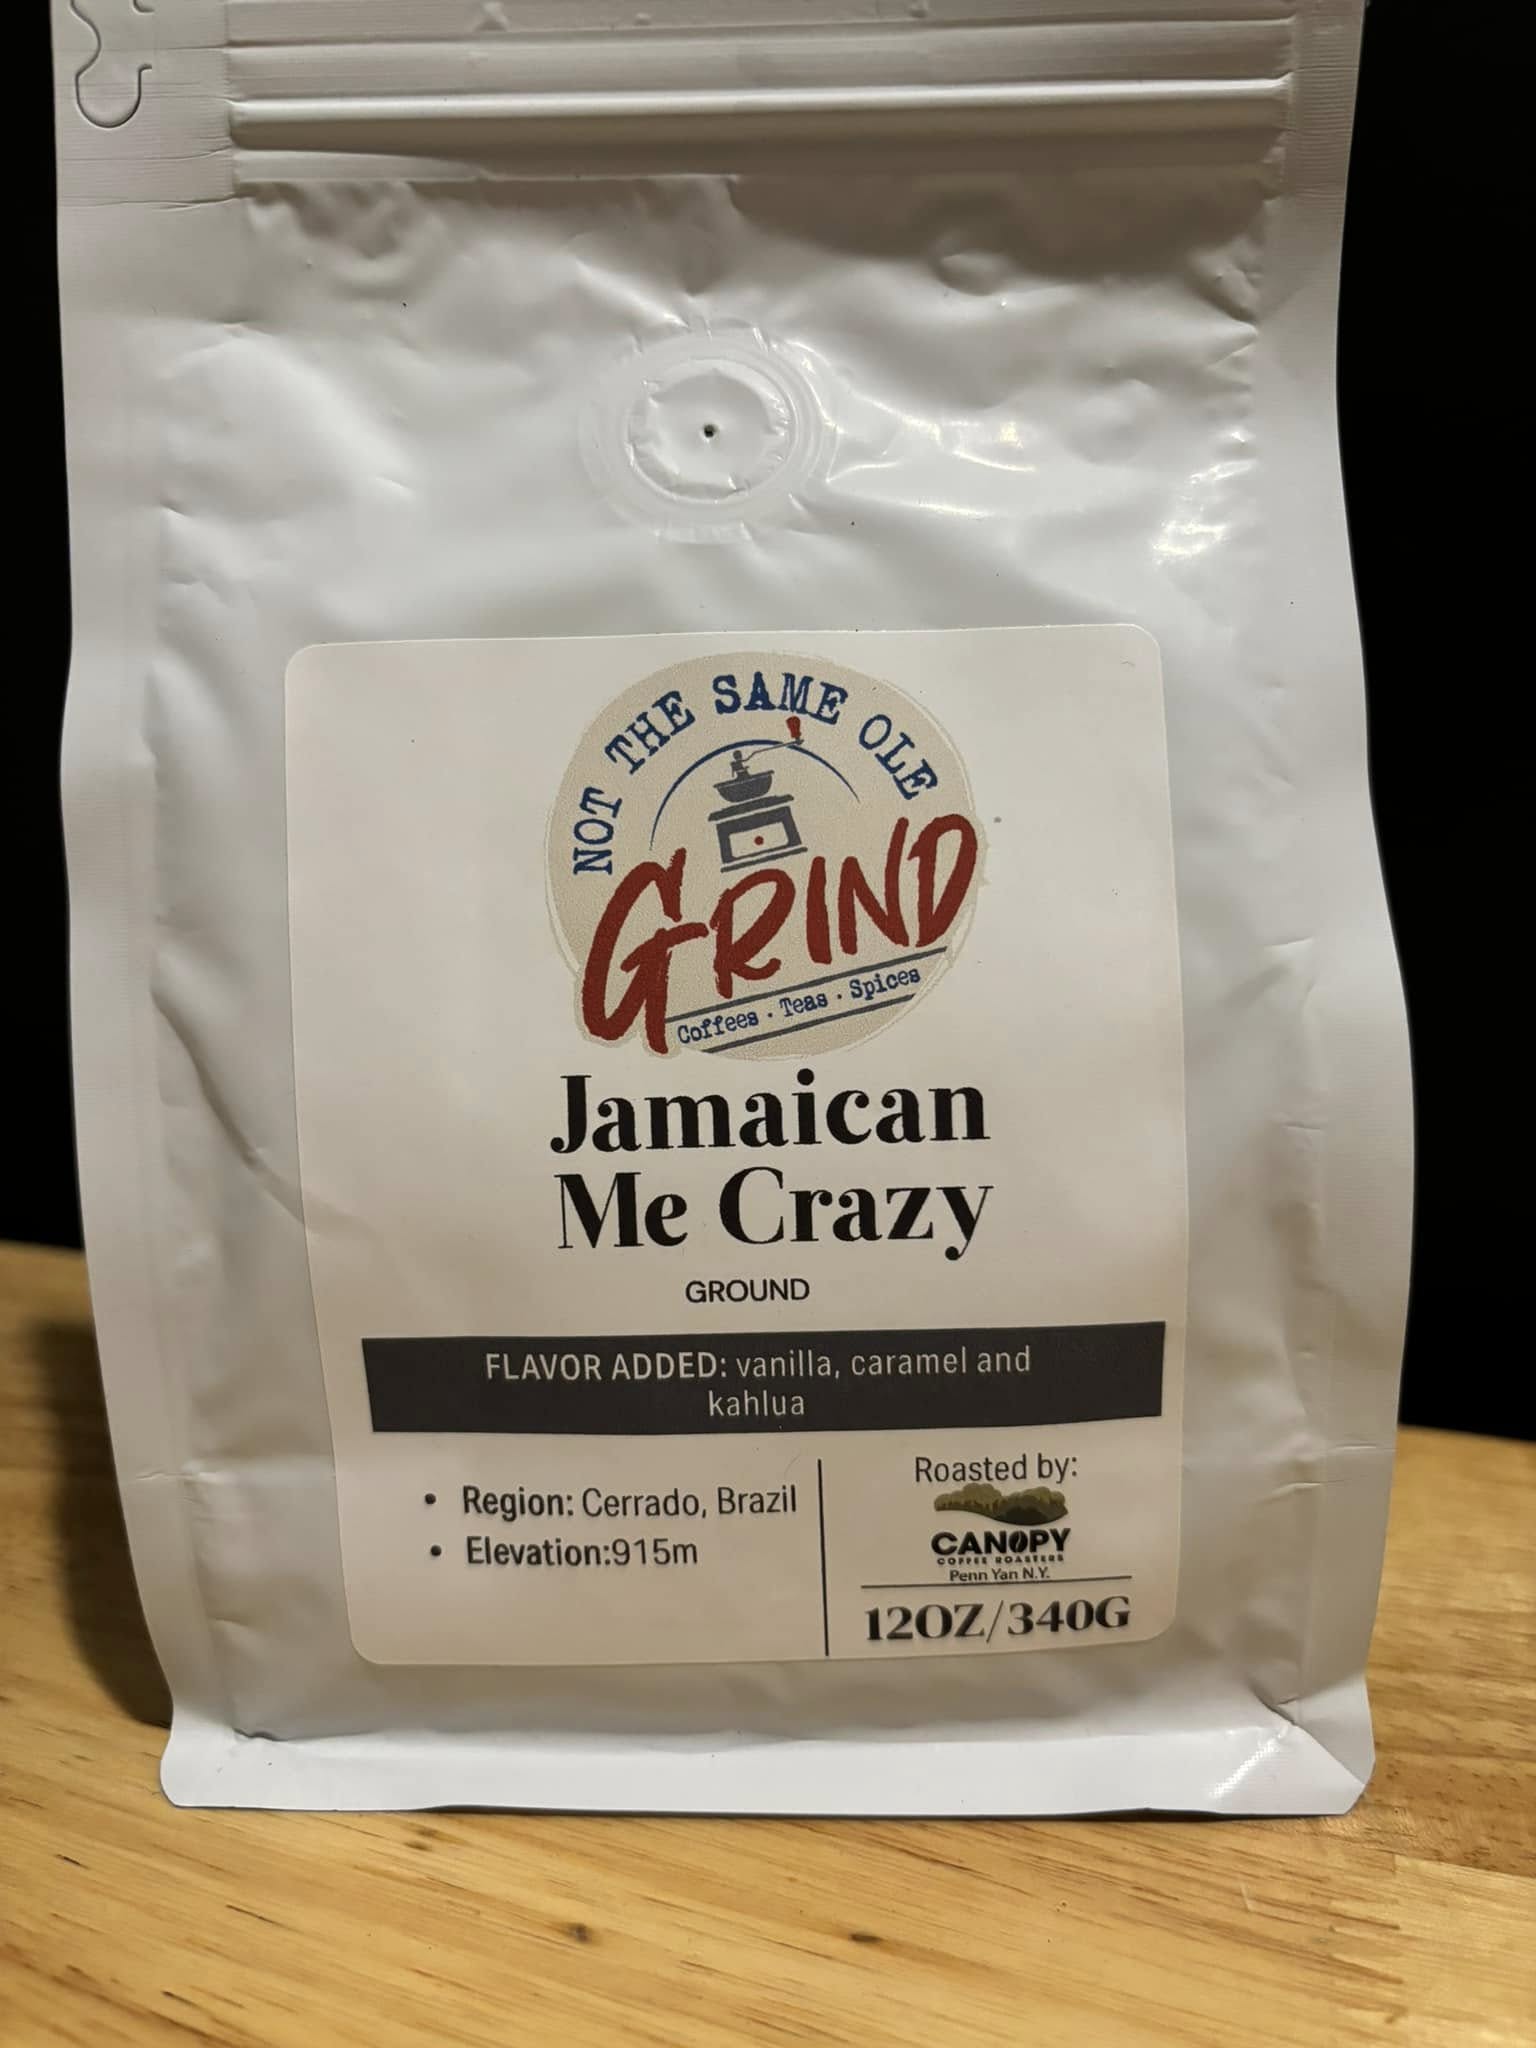 NOT THE SAME OLE
GRIND
Coffees · Teas · Spices
Jamaican
Me Crazy
GROUND
FLAVOR ADDED: vanilla, caramel and
kahlua
• Region: Cerrado, Brazil
• Elevation:915m
Roasted by:
CANOPY
COFFEE ROASTERS
Penn Yan N.Y.
12OZ/340G